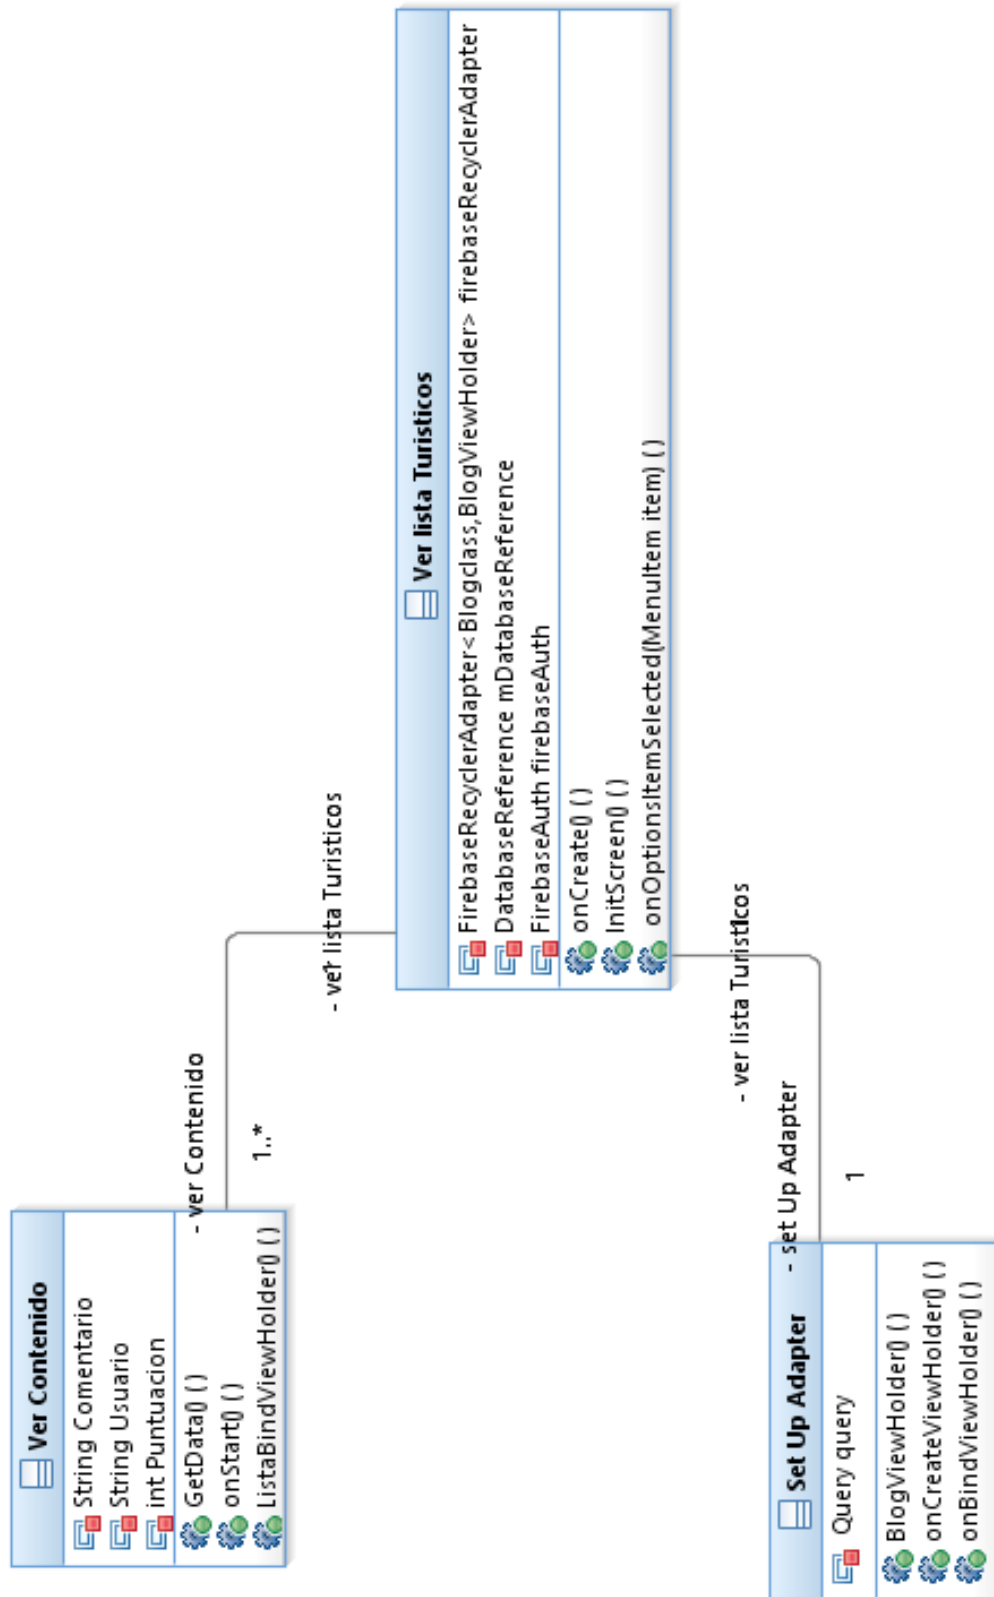 Ver Contenido
String Comentario
String Usuario
int Puntuacion
GetData() ( )
onStart() ( )
ListaBindViewHolder() ( )
- ver Contenido
1..*
- ver lista Turisticos
1
Ver lista Turisticos
FirebaseRecyclerAdapter< Blogclass,BlogViewHolder> firebaseRecyclerAdapter
DatabaseReference mDatabaseReference
FirebaseAuth firebaseAuth
onCreate() ( )
InitScreen() ( )
onOptionsItemSelected(MenuItem item) ( )
- ver lista Turisticos
1
- set Up Adapter
1
Set Up Adapter
Query query
BlogViewHolder() ( )
onCreateViewHolder() ( )
onBindViewHolder() ( )